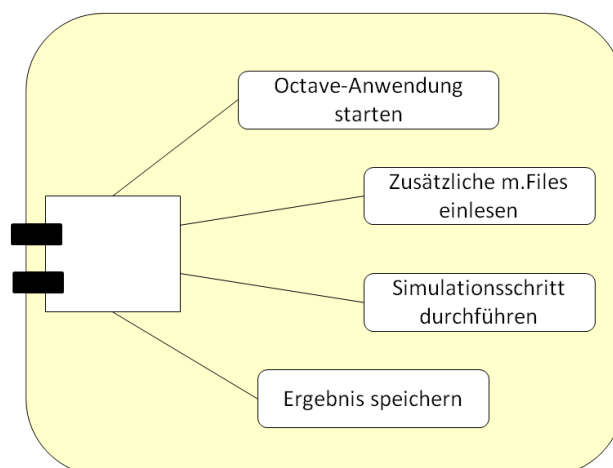 Octave-Anwendung
starten
Zusätzliche m.Files
einlesen
Simulationsschritt
durchführen
Ergebnis speichern